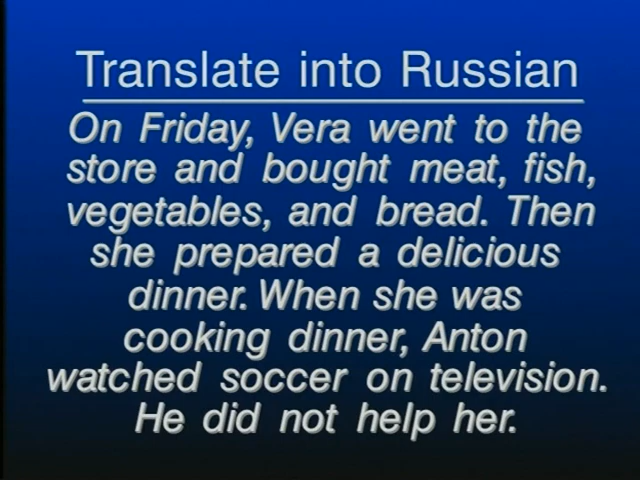 Translate into Russian
On Friday, Vera went to the
store and bought meat, fish,
vegetables, and bread. Then
she prepared a delicious
dinner. When she was
cooking dinner, Anton
watched soccer on television.
He did not help her.